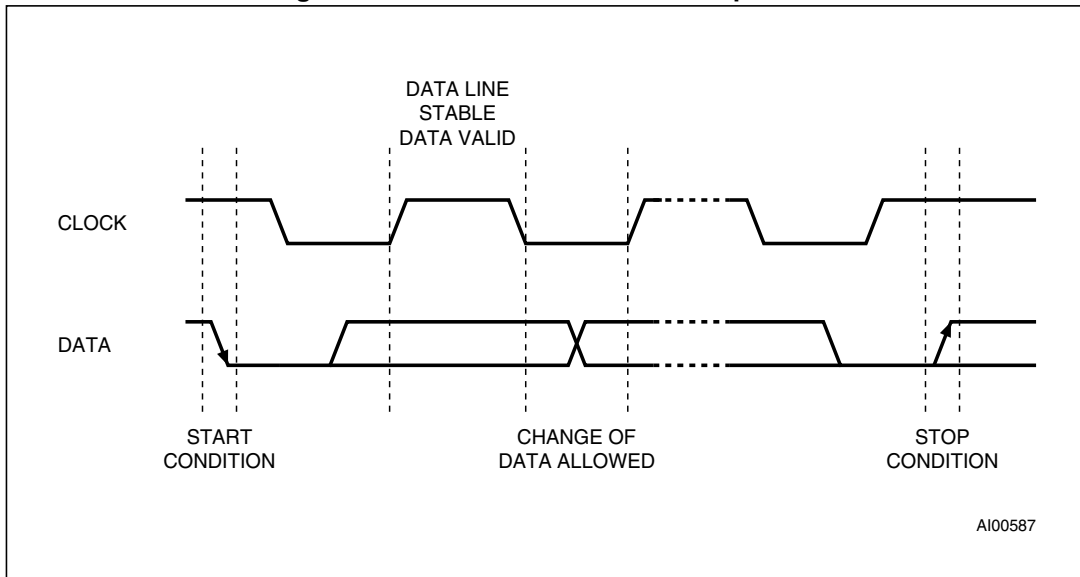 DATA LINE
STABLE
DATA VALID
CLOCK
DATA
START
CONDITION
CHANGE OF
DATA ALLOWED
STOP
CONDITION
AI00587